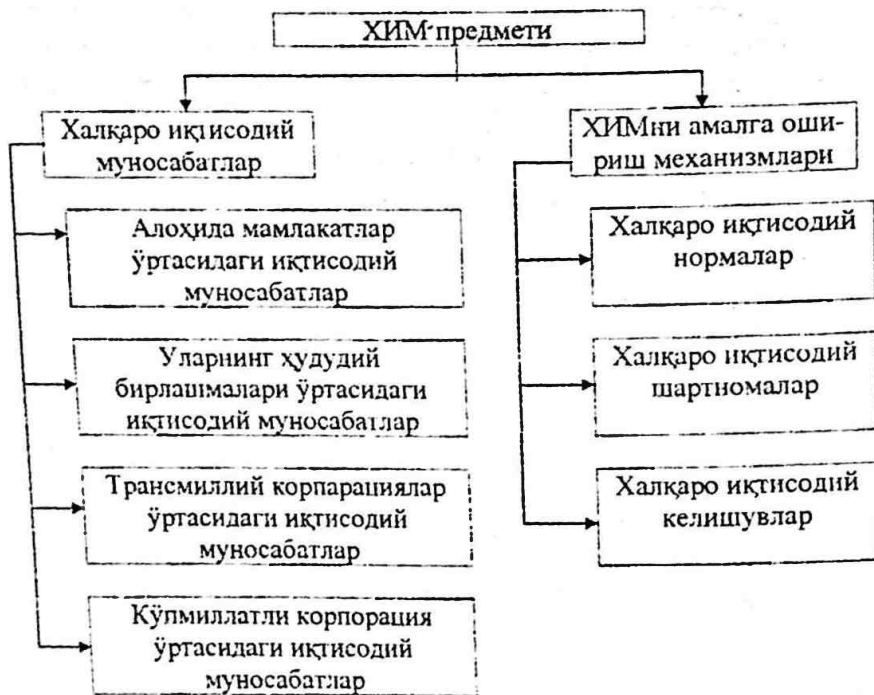 ХИМ предмети
Халқаро иқтисодий
муносабатлар
Алоҳида мамлакатлар
ўртасидаги иқтисодий
муносабатлар
Уларнинг ҳудудий
бирлашмалари ўртасидаги
иқтисодий муносабатлар
Трансмиллий корпарациялар
ўртасидаги иқтисодий
муносабатлар
Кўпмиллатли корпорация
ўртасидаги иқтисодий
муносабатлар
ХИМни амалга оши-
риш механизмлари
Халқаро иқтисодий
нормалар
Халқаро иқтисодий
шартномалар
Халқаро иқтисодий
келишувлар